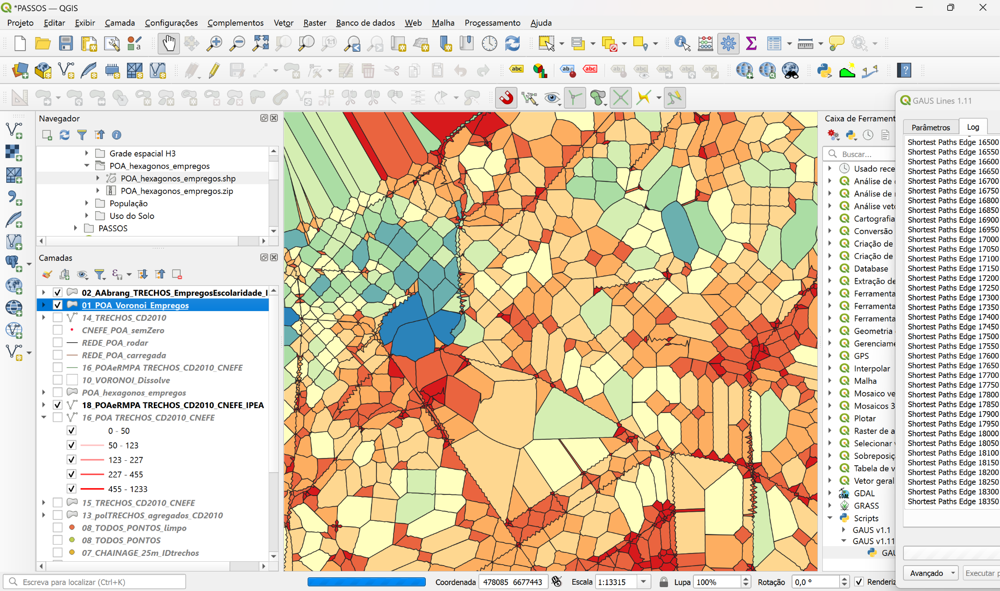 *PASSOS — QGIS
Projeto Editar Exibir Camada Configurações Complementos Vetor Raster Banco de dados Web Malha Processamento Ajuda
Navegador
Grade espacial H3
POA_hexagonos_empregos
POA_hexagonos_empregos.shp
POA_hexagonos_empregos.zip
População
Uso do Solo
PASSOS
Camadas
02_AAbrang_TRECHOS_EmpregosEscolaridade_I
01_POA_Voronoi_Empregos
14_TRECHOS_CD2010
CNEFE_POA_semZero
REDE_POA_rodar
REDE_POA_carregada
16_POAeRMPA TRECHOS_CD2010_CNEFE
10_VORONOI_Dissolve
POA_hexagonos_empregos
18_POAeRMPA TRECHOS_CD2010_CNEFE_IPEA
16_POA TRECHOS_CD2010_CNEFE
0 - 50
50 - 123
123 - 227
227 - 455
455 - 1233
15_TRECHOS_CD2010_CNEFE
13_polTRECHOS_agregados_CD2010
08_TODOS_PONTOS_limpo
08_TODOS_PONTOS
07_CHAINAGE_25m_IDtrechos
Caixa de Ferrament
Buscar...
Usado rece
Análise de
Análise de
Análise veto
Cartografia
Conversão
Criação de
Criação de
Database
Extração de
Ferramenta
Ferramenta
Ferramenta
Geometria
Gerenciame
GPS
Interpolar
Malha
Mosaico ve
Mosaicos 3
Plotar
Raster de a
Selecionar
Sobreposiç
Tabela de v
Vetor geral
GDAL
GRASS
Scripts
GAUS v1.1
GAUS v1.11
GAU
GAUS Lines 1.11
Parâmetros Log
Shortest Paths Edge 16500
Shortest Paths Edge 16550
Shortest Paths Edge 16600
Shortest Paths Edge 16650
Shortest Paths Edge 16700
Shortest Paths Edge 16750
Shortest Paths Edge 16800
Shortest Paths Edge 16850
Shortest Paths Edge 16900
Shortest Paths Edge 16950
Shortest Paths Edge 17000
Shortest Paths Edge 17050
Shortest Paths Edge 17100
Shortest Paths Edge 17150
Shortest Paths Edge 17200
Shortest Paths Edge 17250
Shortest Paths Edge 17300
Shortest Paths Edge 17350
Shortest Paths Edge 17400
Shortest Paths Edge 17450
Shortest Paths Edge 17500
Shortest Paths Edge 17550
Shortest Paths Edge 17600
Shortest Paths Edge 17650
Shortest Paths Edge 17700
Shortest Paths Edge 17750
Shortest Paths Edge 17800
Shortest Paths Edge 17850
Shortest Paths Edge 17900
Shortest Paths Edge 17950
Shortest Paths Edge 18000
Shortest Paths Edge 18050
Shortest Paths Edge 18100
Shortest Paths Edge 18150
Shortest Paths Edge 18200
Shortest Paths Edge 18250
Shortest Paths Edge 18300
Shortest Paths Edge 18350
Avançado Executar p
Escreva para localizar (Ctrl+K) Coordenada 478085 6677443 Escala 1:13315 Lupa 100% Rotação 0,0 ° Renderiz